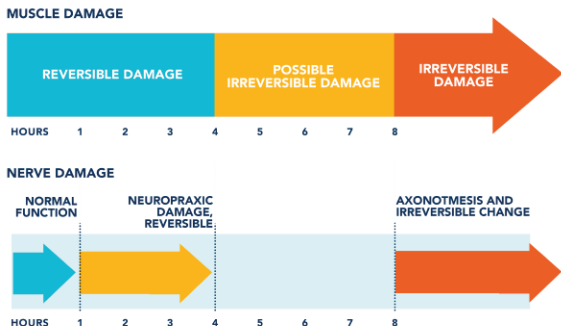 MUSCLE DAMAGE
REVERSIBLE DAMAGE
POSSIBLE
IRREVERSIBLE DAMAGE
IRREVERSIBLE
DAMAGE
HOURS 1 2 3 4 5 6 7 8
NERVE DAMAGE
NORMAL
FUNCTION
NEUROPRAXIC
DAMAGE,
REVERSIBLE
AXONOTMESIS AND
IRREVERSIBLE CHANGE
HOURS 1 2 3 4 5 6 7 8